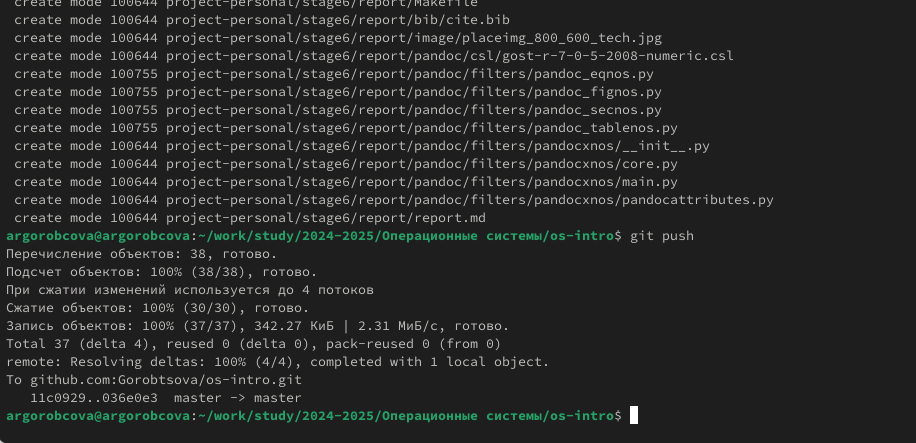 create mode 100644 project-personal/stage6/report/Makefile
create mode 100644 project-personal/stage6/report/bib/cite.bib
create mode 100644 project-personal/stage6/report/image/placeimg_800_600_tech.jpg
create mode 100644 project-personal/stage6/report/pandoc/csl/gost-r-7-0-5-2008-numeric.csl
create mode 100755 project-personal/stage6/report/pandoc/filters/pandoc_eqnos.py
create mode 100755 project-personal/stage6/report/pandoc/filters/pandoc_fignos.py
create mode 100755 project-personal/stage6/report/pandoc/filters/pandoc_secnos.py
create mode 100755 project-personal/stage6/report/pandoc/filters/pandoc_tablenos.py
create mode 100644 project-personal/stage6/report/pandoc/filters/pandocxnos/__init__.py
create mode 100644 project-personal/stage6/report/pandoc/filters/pandocxnos/core.py
create mode 100644 project-personal/stage6/report/pandoc/filters/pandocxnos/main.py
create mode 100644 project-personal/stage6/report/pandoc/filters/pandocxnos/pandocattributes.py
create mode 100644 project-personal/stage6/report/report.md
argorobcova@argorobcova:~/work/study/2024-2025/Операционные системы/os-intro$ git push
Перечисление объектов: 38, готово.
Подсчет объектов: 100% (38/38), готово.
При сжатии изменений используется до 4 потоков
Сжатие объектов: 100% (30/30), готово.
Запись объектов: 100% (37/37), 342.27 КиБ | 2.31 МиБ/с, готово.
Total 37 (delta 4), reused 0 (delta 0), pack-reused 0 (from 0)
remote: Resolving deltas: 100% (4/4), completed with 1 local object.
To github.com:Gorobtsova/os-intro.git
   11c0929..036e0e3  master -> master
argorobcova@argorobcova:~/work/study/2024-2025/Операционные системы/os-intro$